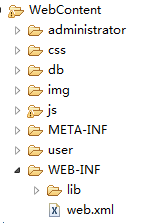 WebContent
administrator
css
db
img
js
META-INF
user
WEB-INF
lib
web.xml